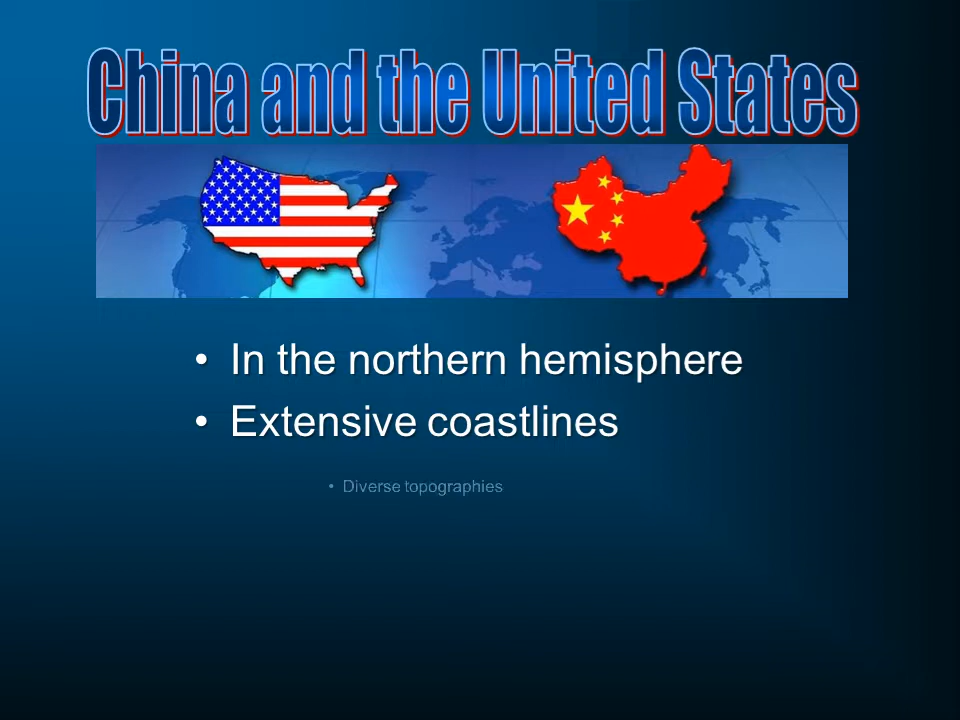 China and the United States
• In the northern hemisphere
• Extensive coastlines
• Diverse topographies